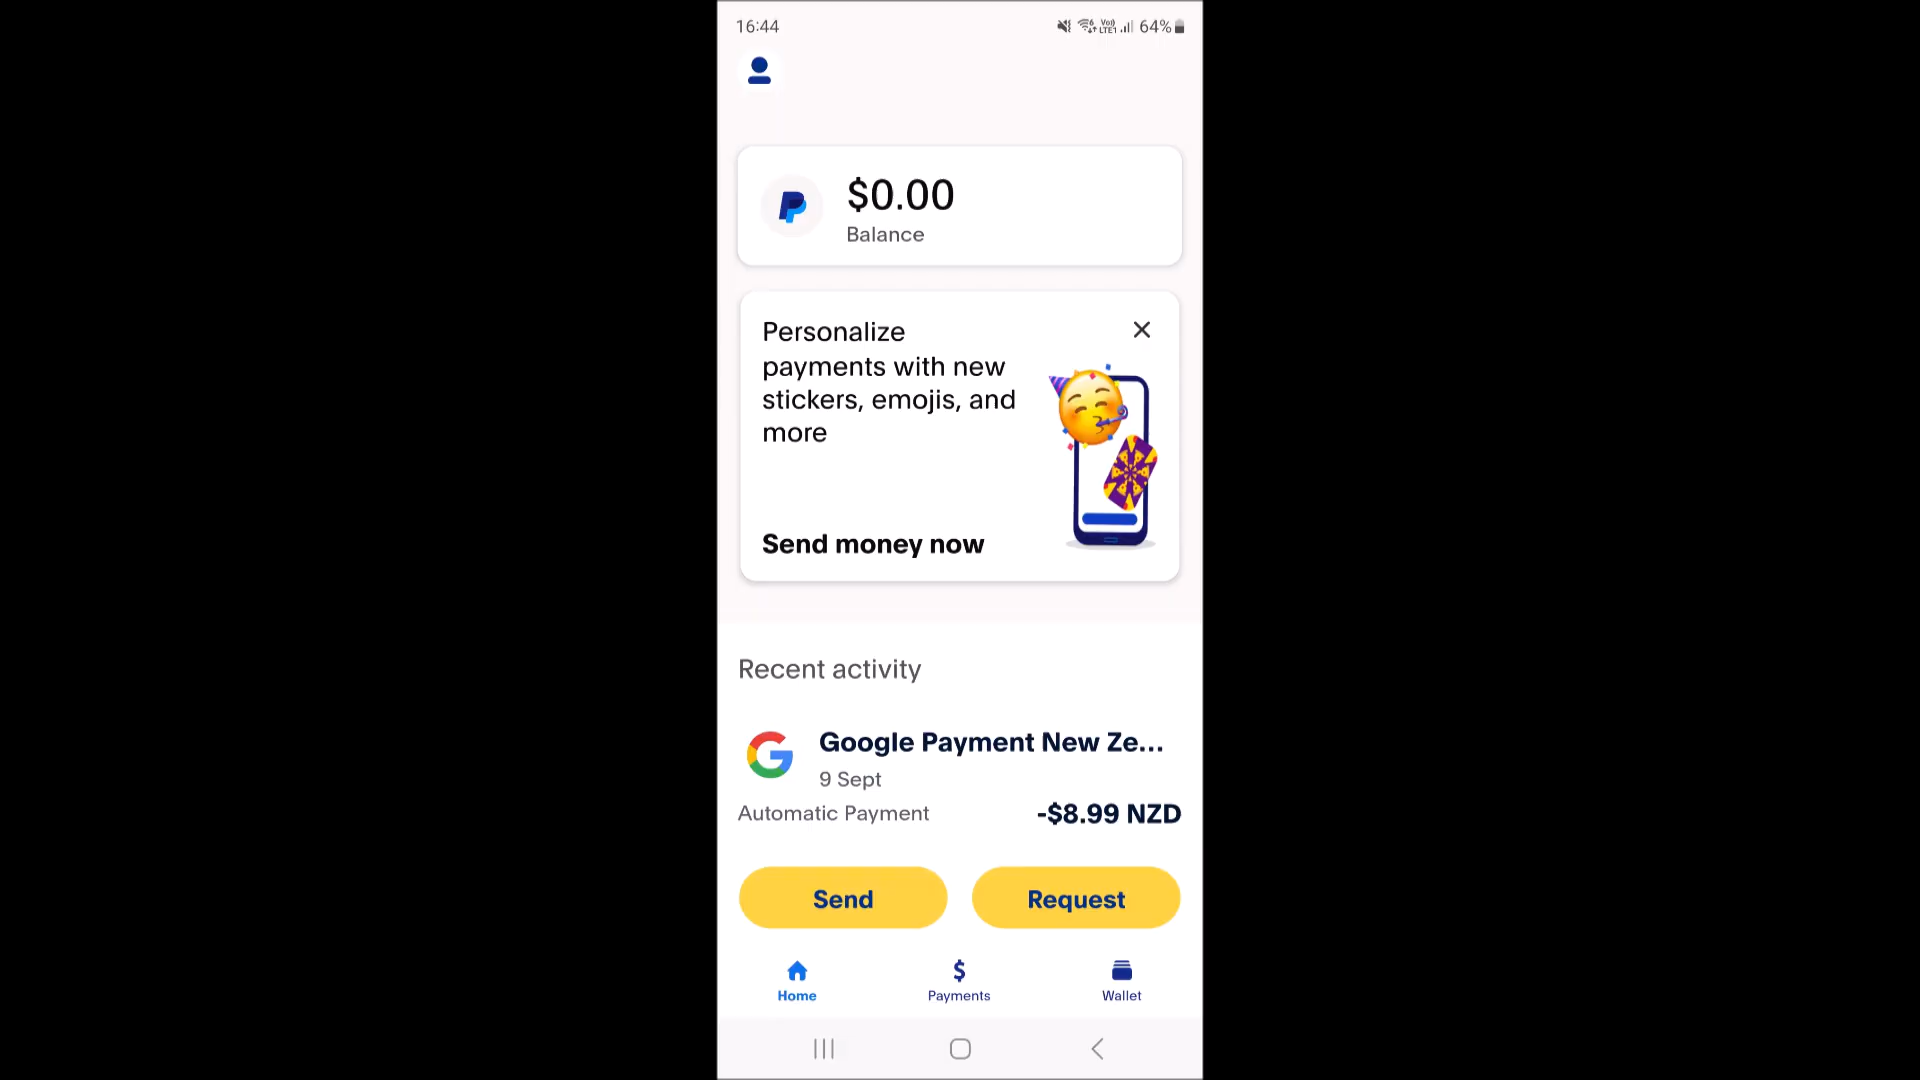 16:44
64%
$0.00
Balance
Personalize
payments with new
stickers, emojis, and
more
Send money now
Recent activity
Google Payment New Ze...
9 Sept
Automatic Payment
-$8.99 NZD
Send
Request
Home
Payments
Wallet